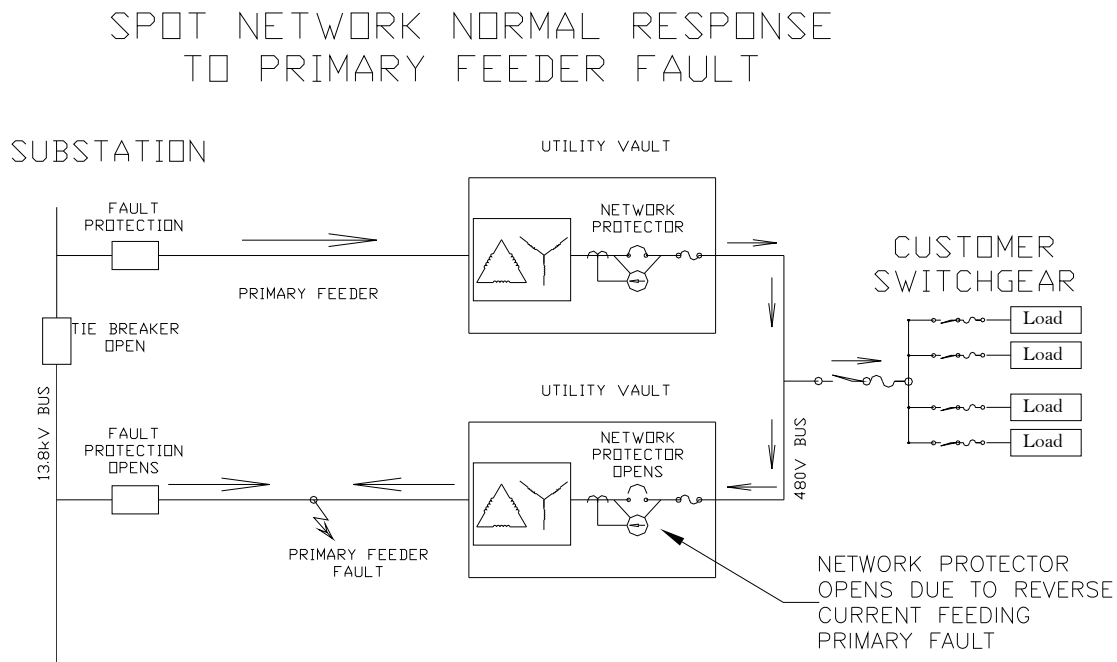 SPOT NETWORK NORMAL RESPONSE
TO PRIMARY FEEDER FAULT
SUBSTATION
UTILITY VAULT
FAULT
PROTECTION
NETWORK
PROTECTOR
CUSTOMER
SWITCHGEAR
PRIMARY FEEDER
Load
TIE BREAKER
OPEN
Load
UTILITY VAULT
13.8kV BUS
Load
FAULT
PROTECTION
OPENS
NETWORK
PROTECTOR
OPENS
480V BUS
Load
PRIMARY FEEDER
FAULT
NETWORK PROTECTOR
OPENS DUE TO REVERSE
CURRENT FEEDING
PRIMARY FAULT